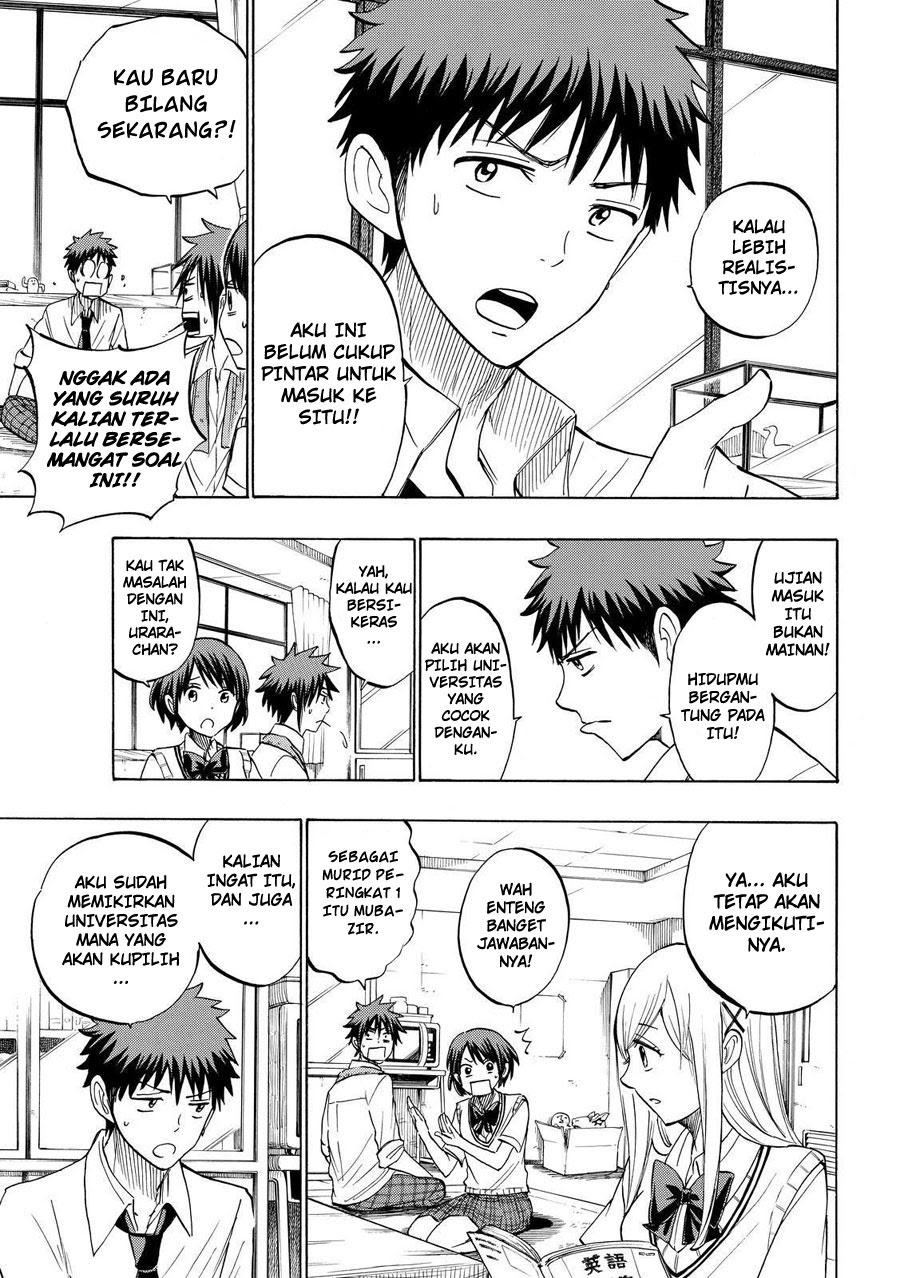 KALAU
LEBIH
REALIS-
TISNYA...
AKU INI
BELUM CUKUP
PINTAR UNTUK
MASUK KE
SITU!!
KAU BARU
BILANG
SEKARANG?!
NGGAK ADA
YANG SURUH
KALIAN TER-
LALU BERSE-
MANGAT SOAL
INI!!
UJIAN
MASUK
ITU
BUKAN
MAINAN!
HIDUPMU
BERGAN-
TUNG PADA
ITU!
AKU AKAN
PILIH UNI-
VERSITAS
YANG
COCOK
DENGAN-
KU.
YAH,
KALAU KAU
BERSI-
KERAS
...
KAU TAK
MASALAH
DENGAN
INI,
URARA-
CHAN?
YA... AKU
TETAP AKAN
MENGIKUTI-
NYA.
WAH
ENTENG
BANGET
JAWABAN-
NYA!
SEBAGAI
MURID PE-
RINGKAT 1
ITU MUBA-
ZIR.
英語
KALIAN
INGAT ITU,
DAN JUGA
...
AKU SUDAH
MEMIKIRKAN
UNIVERSITAS
MANA YANG
AKAN KUPILIH
...